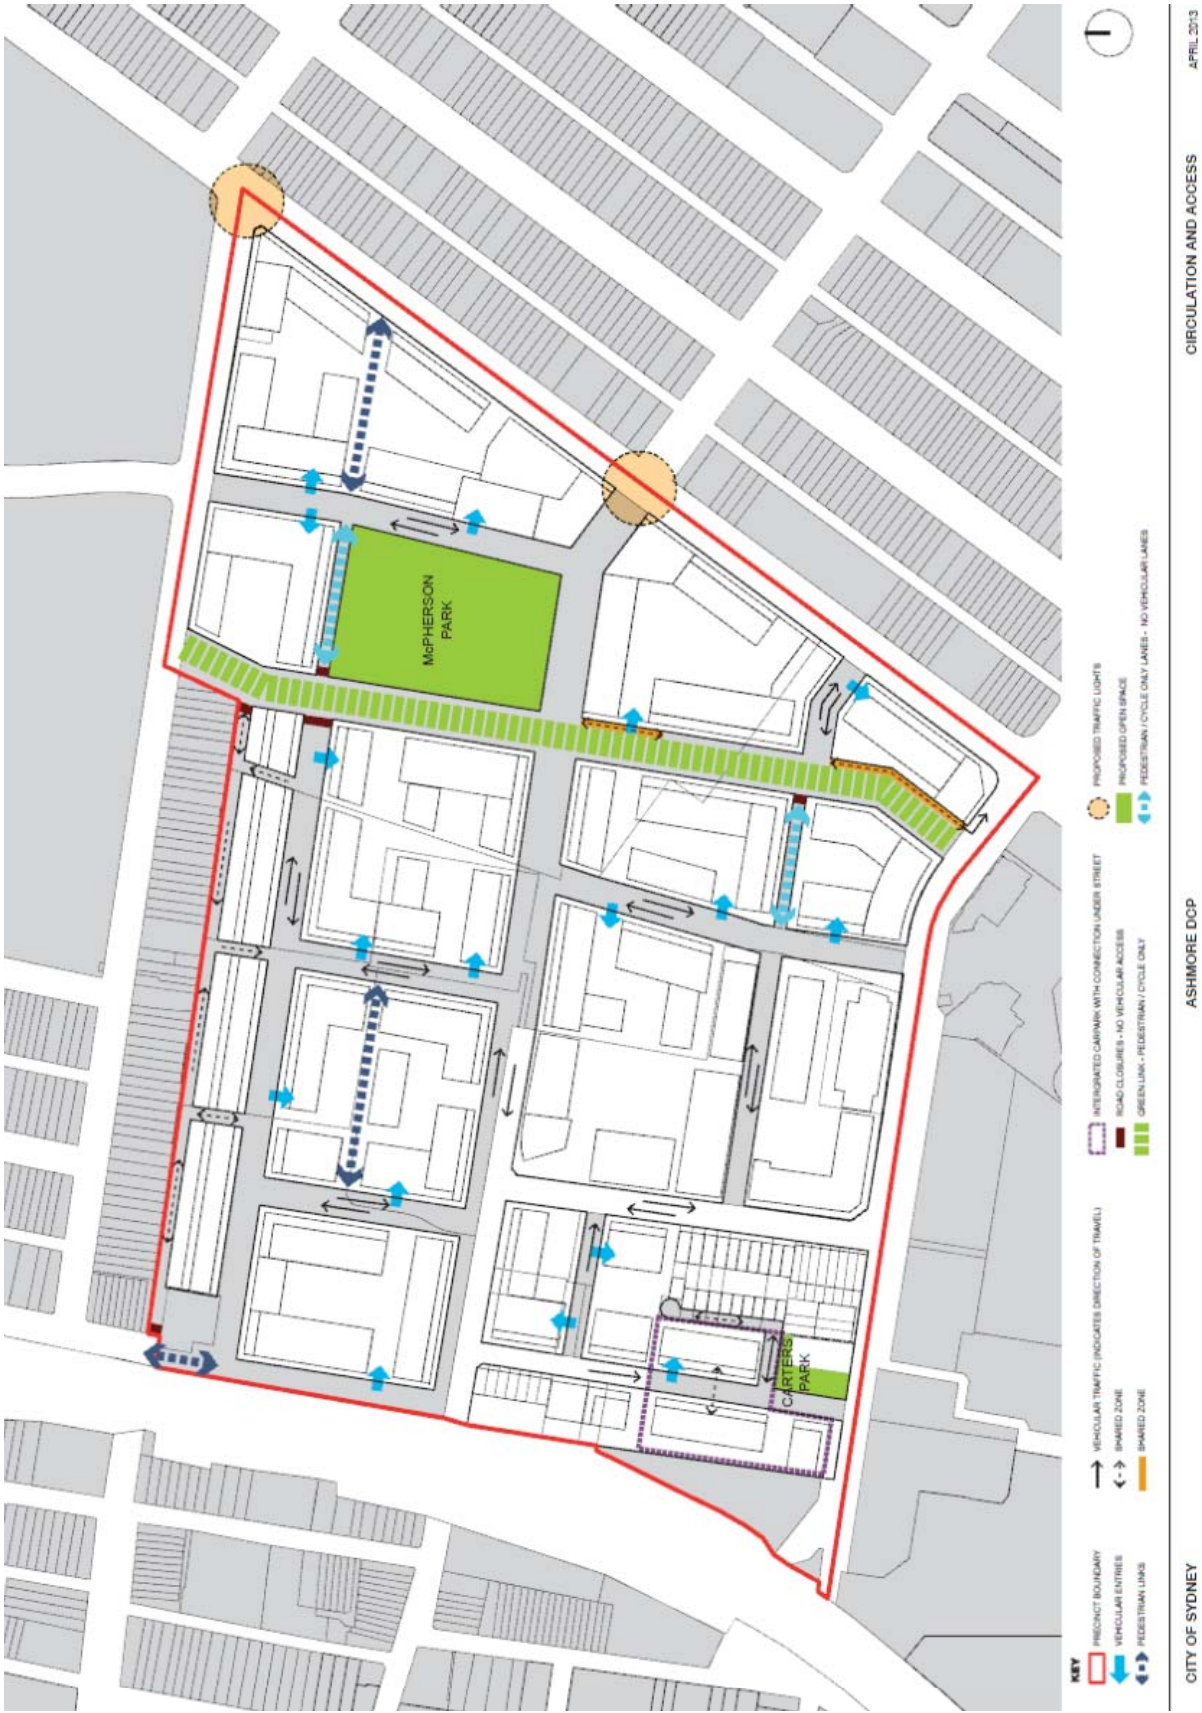 McPHERSON
PARK
CARTERS
PARK
KEY
PRECINCT BOUNDARY
VEHICULAR ENTRIES
PEDESTRIAN LINKS
VEHICULAR TRAFFIC (INDICATES DIRECTION OF TRAVEL)
SHARED ZONE
SHARED ZONE
INTERGRATED CARPARK WITH CONNECTION UNDER STREET
ROAD CLOSURES - NO VEHICULAR ACCESS
GREEN LINK - PEDESTRIAN / CYCLE ONLY
PROPOSED TRAFFIC LIGHTS
PROPOSED OPEN SPACE
PEDESTRIAN / CYCLE ONLY LANES - NO VEHICULAR LANES
CITY OF SYDNEY
ASHMORE DCP
CIRCULATION AND ACCESS
APRIL 2013